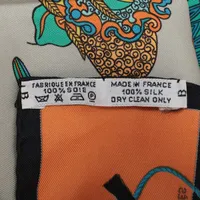 FABRIQUE EN FRANCE
100% SOIE
MADE IN FRANCE
100% SILK
DRY CLEAN ONLY
B
B